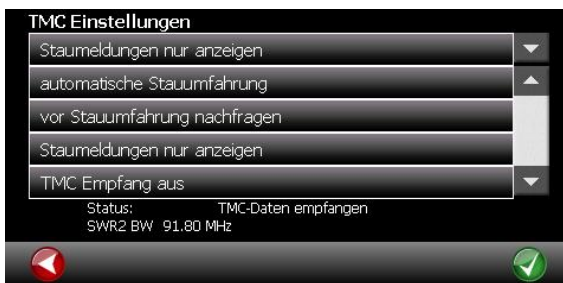 TMC Einstellungen
Staumeldungen nur anzeigen
automatische Stauumfahrung
vor Stauumfahrung nachfragen
Staumeldungen nur anzeigen
TMC Empfang aus
Status: TMC-Daten empfangen
SWR2 BW 91.80 MHz